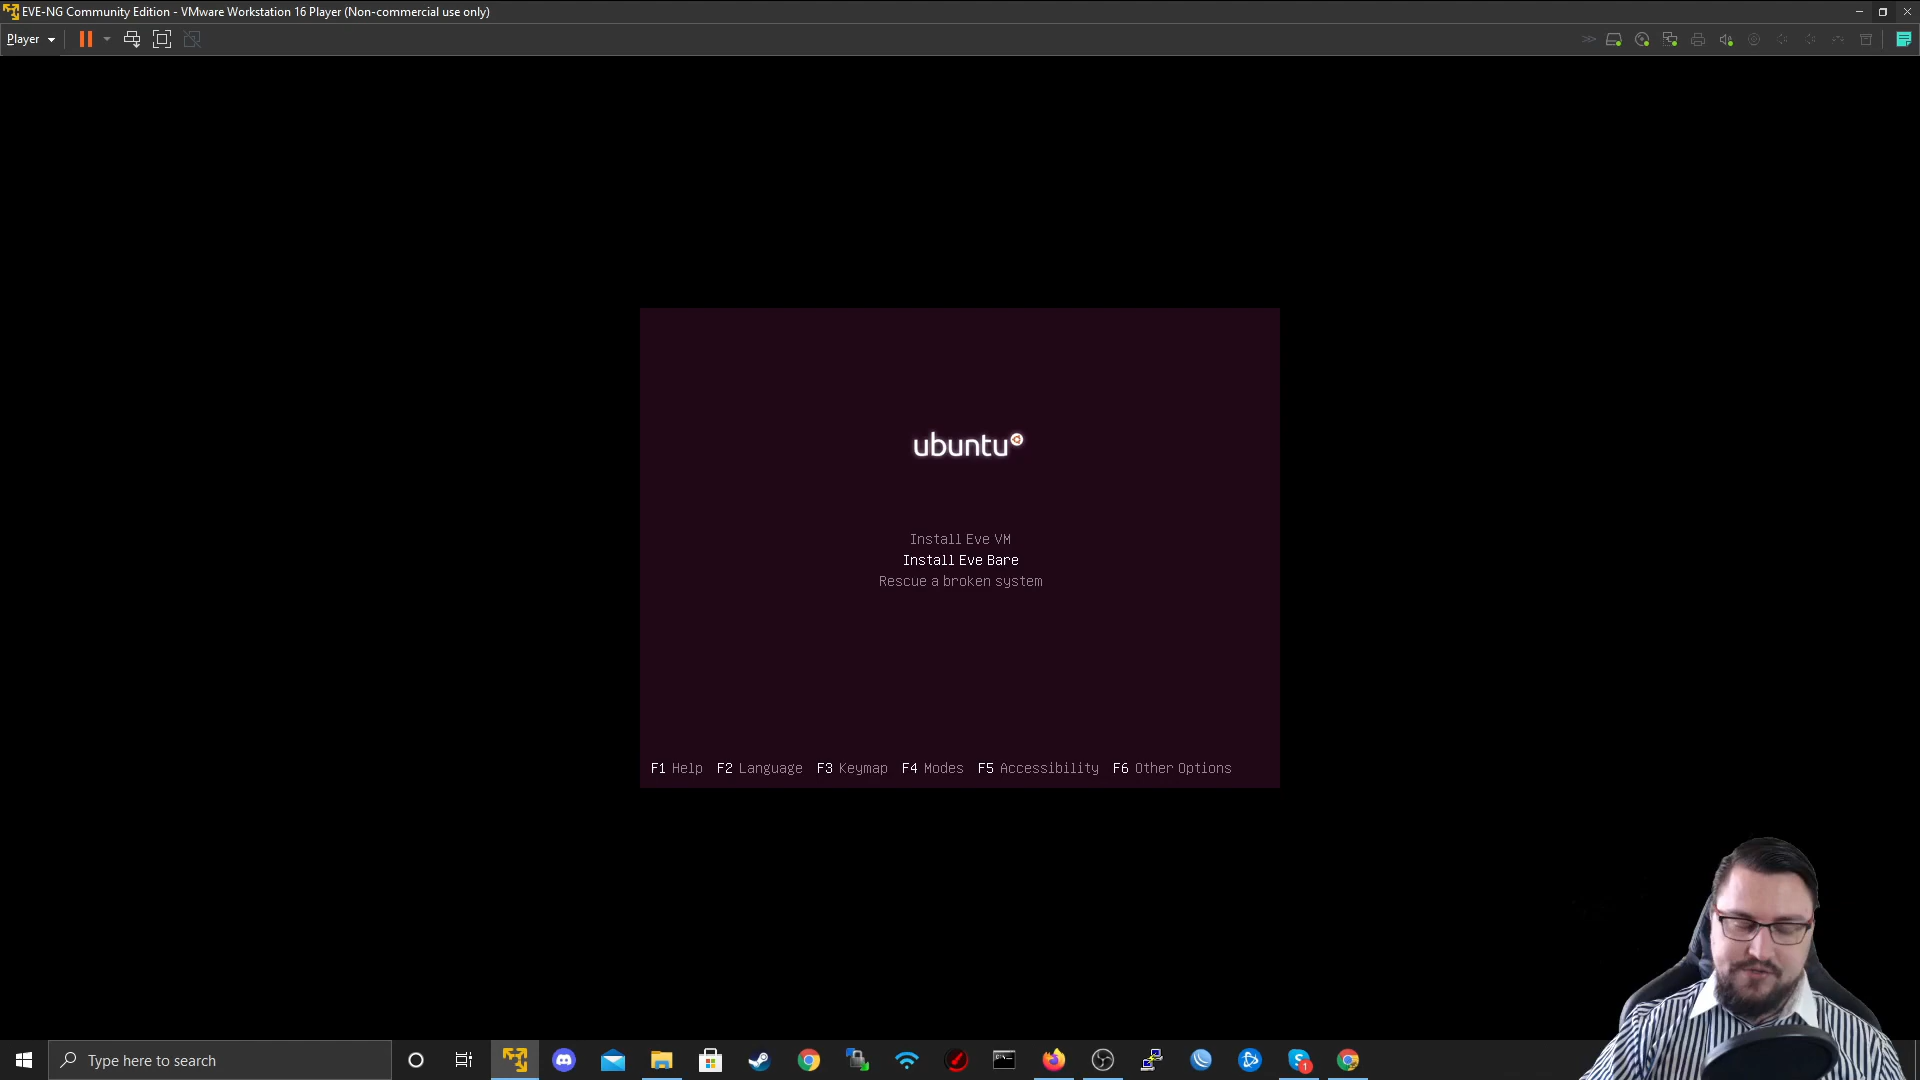 EVE-NG Community Edition - VMware Workstation 16 Player (Non-commercial use only)
Player
ubuntu
Install Eve VM
Install Eve Bare
Rescue a broken system
F1 Help F2 Language F3 Keymap F4 Modes F5 Accessibility F6 Other Options
Type here to search
1